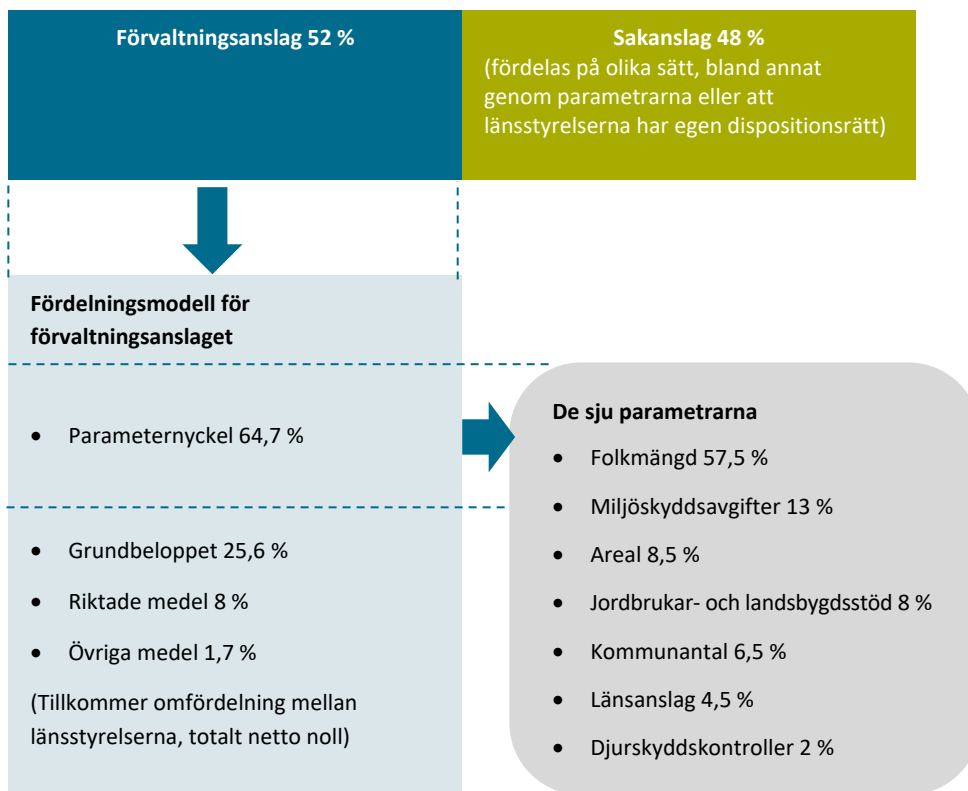 Förvaltningsanslag 52 %
Sakanslag 48 %
(fördelas på olika sätt, bland annat
genom parametrarna eller att
länsstyrelserna har egen dispositionsrätt)
Fördelningsmodell för
förvaltningsanslaget
• Parameternyckel 64,7 %
• Grundbeloppet 25,6 %
• Riktade medel 8 %
• Övriga medel 1,7 %
(Tillkommer omfördelning mellan
länsstyrelserna, totalt netto noll)
De sju parametrarna
• Folkmängd 57,5 %
• Miljöskyddsavgifter 13 %
• Areal 8,5 %
• Jordbrukar- och landsbygdsstöd 8 %
• Kommunantal 6,5 %
• Länsanslag 4,5 %
• Djurskyddskontroller 2 %